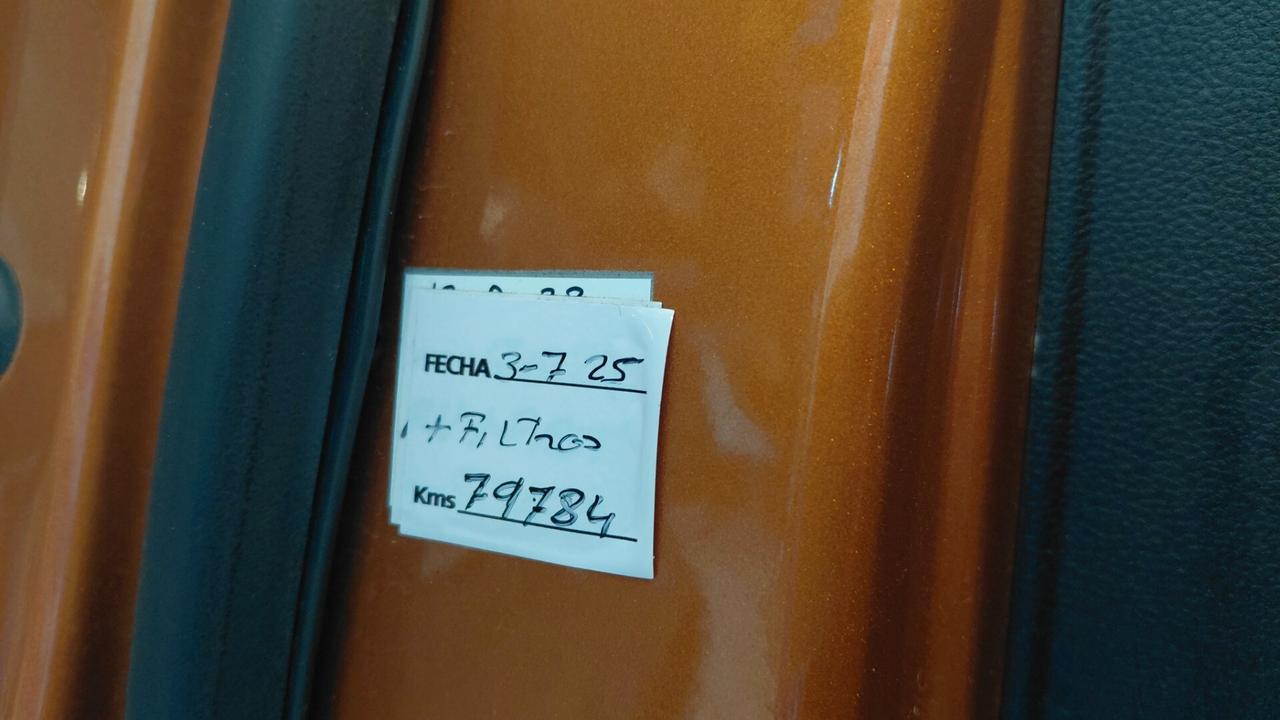 FECHA 3-7 25
+ FiLTros
Kms 79784